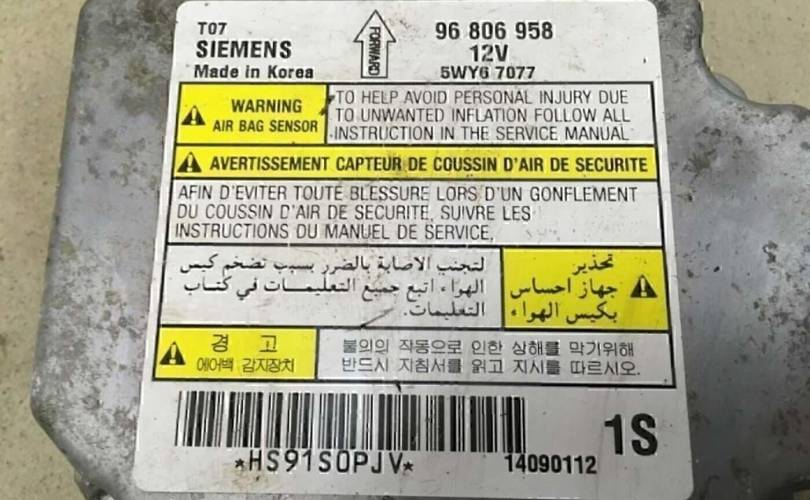 T07
SIEMENS
Made in Korea
FORWARD
96 806 958
12V
5WY6 7077
WARNING
AIR BAG SENSOR
TO HELP AVOID PERSONAL INJURY DUE
TO UNWANTED INFLATION FOLLOW ALL
INSTRUCTION IN THE SERVICE MANUAL
AVERTISSEMENT CAPTEUR DE COUSSIN D'AIR DE SECURITE
AFIN D'EVITER TOUTE BLESSURE LORS D'UN GONFLEMENT
DU COUSSIN D'AIR DE SECURITE, SUIVRE LES
INSTRUCTIONS DU MANUEL DE SERVICE,
تحذير
جهاز احساس
بكيس الهواء
لتجنب الاصابة بالضرر بسبب تضخم كيس
الهواء اتبع جميع التعليمات في كتاب
التعليمات.
경 고
에어백 감지장치
불의의 작동으로 인한 상해를 막기위해
반드시 지침서를 읽고 지시를 따르시오.
*HS91S0PJV*
14090112
1S